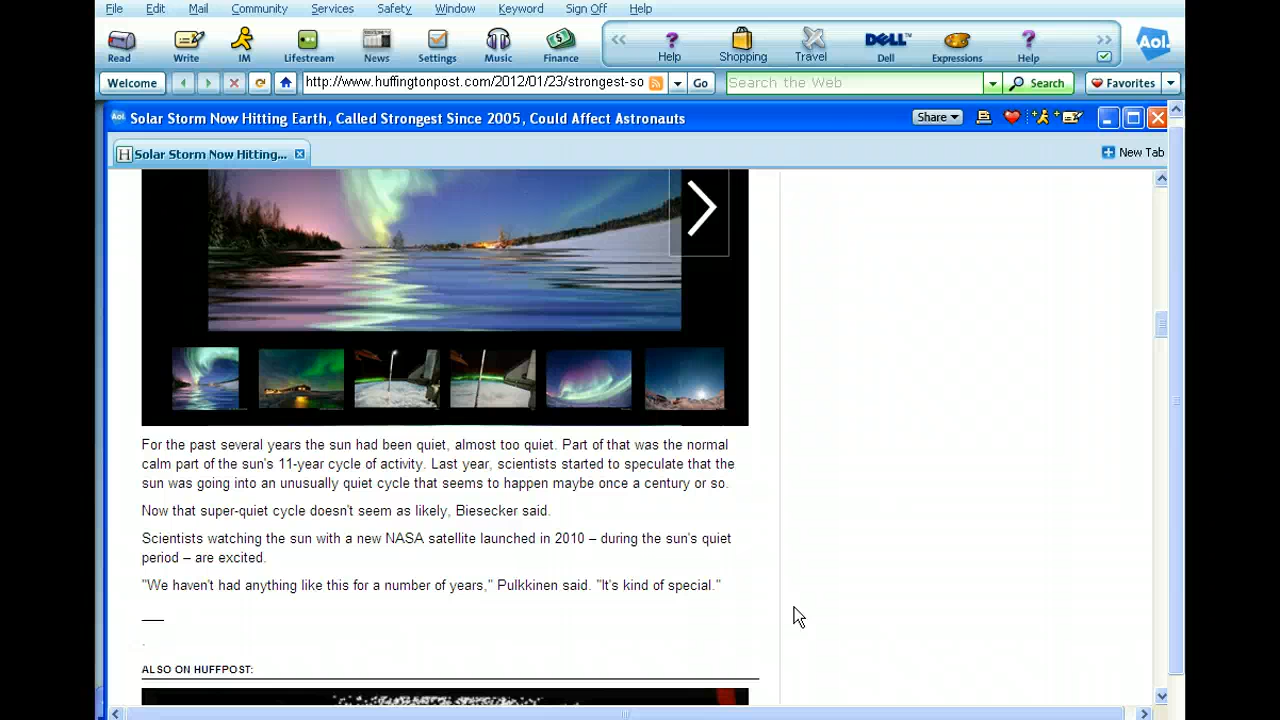 File Edit Mail Community Services Safety Window Keyword Sign Off Help
Read Write IM Lifestream News Settings Music Finance Help Shopping Travel Dell Expressions Help
DELL
Aol.
Welcome http://www.huffingtonpost.com/2012/01/23/strongest-so Go Search the Web Search Favorites
Aol Solar Storm Now Hitting Earth, Called Strongest Since 2005, Could Affect Astronauts Share
H Solar Storm Now Hitting... New Tab
For the past several years the sun had been quiet, almost too quiet. Part of that was the normal
calm part of the sun's 11-year cycle of activity. Last year, scientists started to speculate that the
sun was going into an unusually quiet cycle that seems to happen maybe once a century or so.
Now that super-quiet cycle doesn't seem as likely, Biesecker said.
Scientists watching the sun with a new NASA satellite launched in 2010 – during the sun's quiet
period – are excited.
"We haven't had anything like this for a number of years," Pulkkinen said. "It's kind of special."
ALSO ON HUFFPOST: